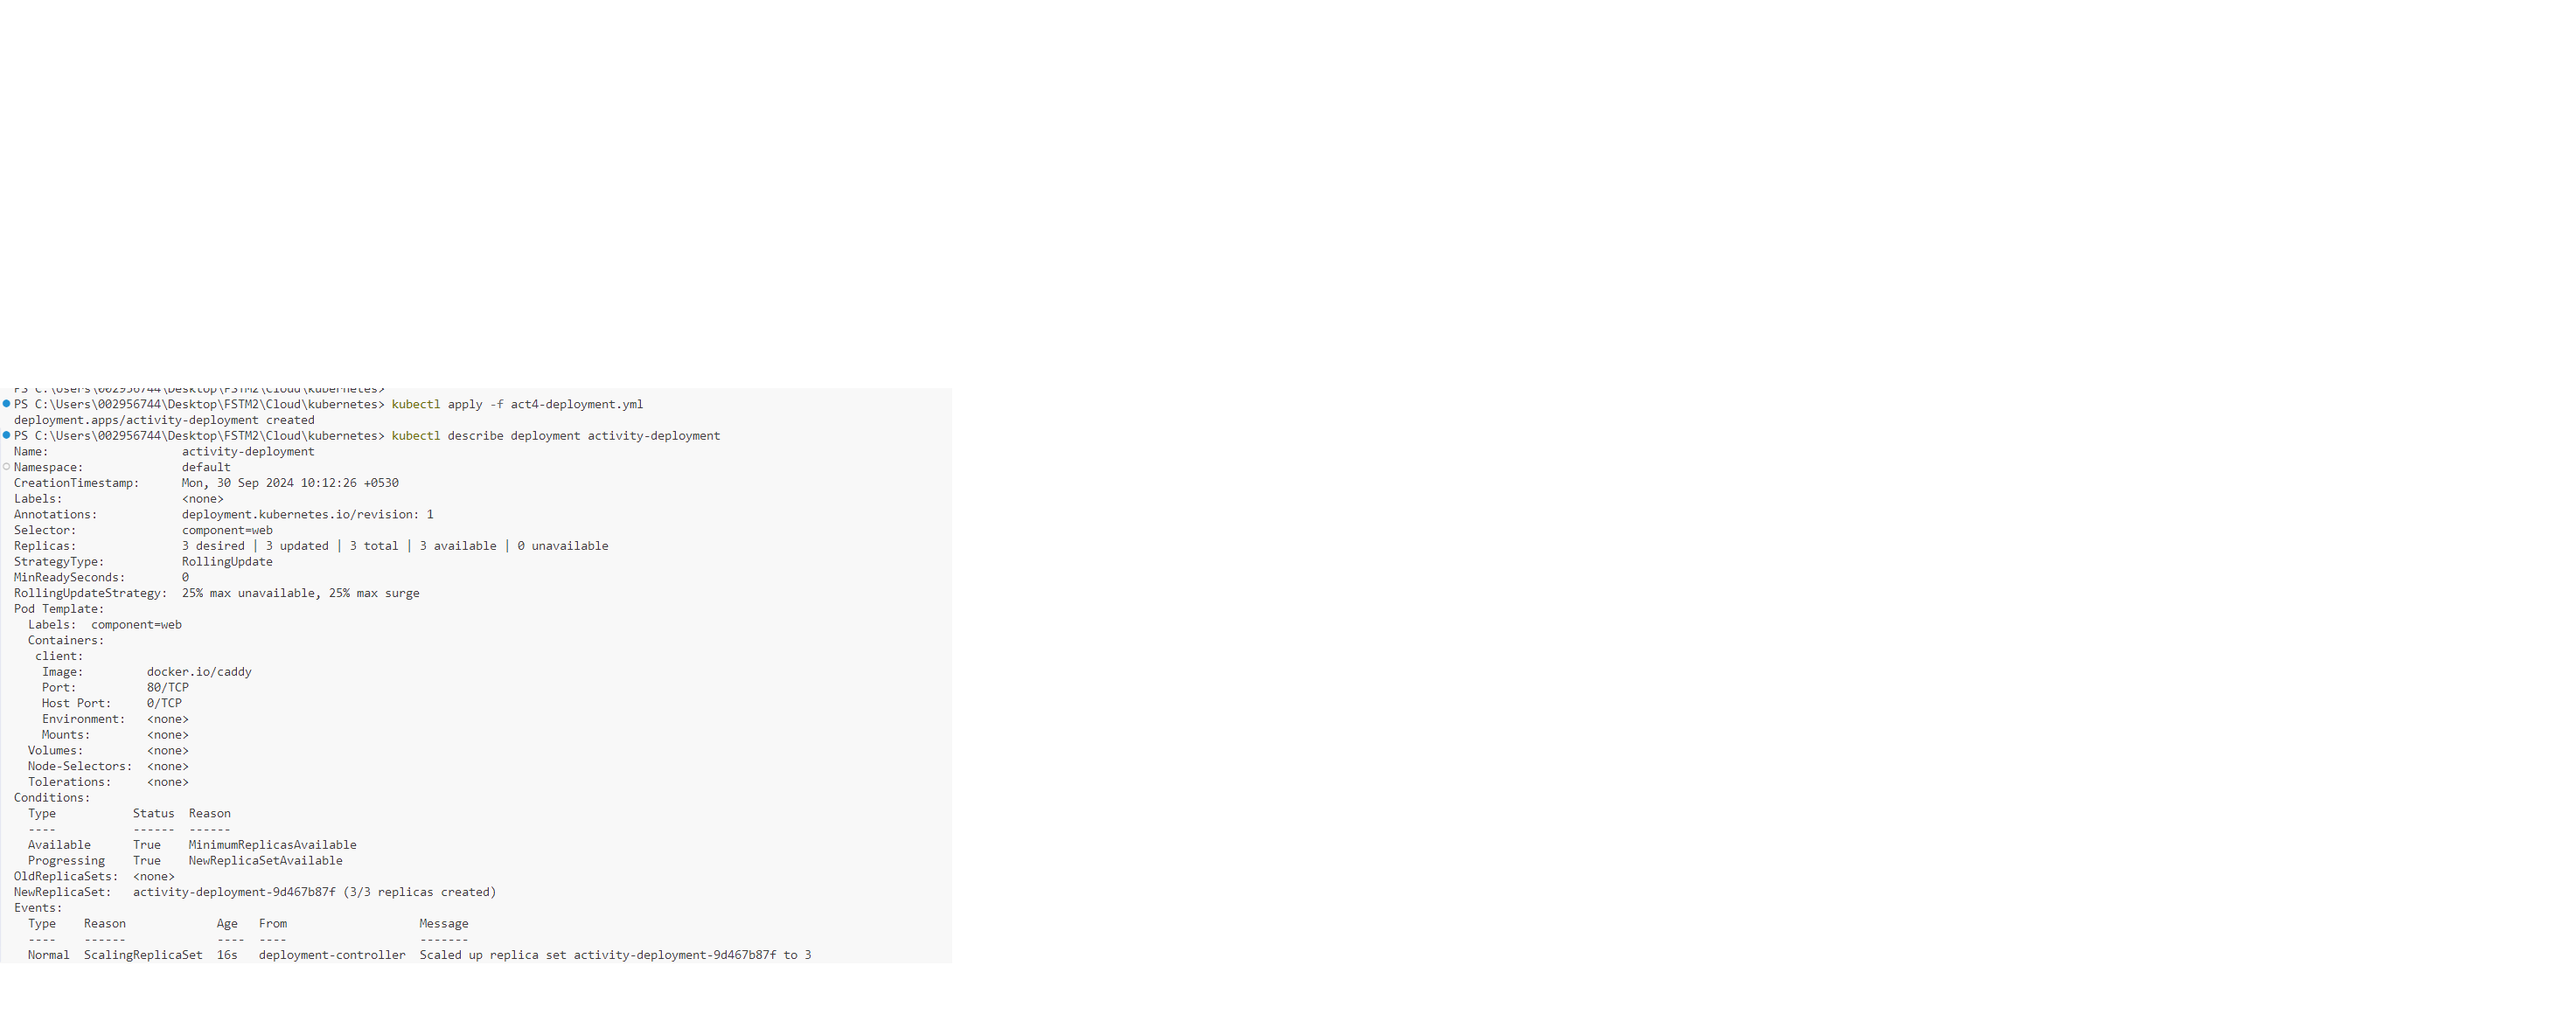 PS C:\Users\002956744\Desktop\FSTM2\Cloud\kubernetes>
PS C:\Users\002956744\Desktop\FSTM2\Cloud\kubernetes> kubectl apply -f act4-deployment.yml
deployment.apps/activity-deployment created
PS C:\Users\002956744\Desktop\FSTM2\Cloud\kubernetes> kubectl describe deployment activity-deployment
Name:                   activity-deployment
Namespace:              default
CreationTimestamp:      Mon, 30 Sep 2024 10:12:26 +0530
Labels:                 <none>
Annotations:            deployment.kubernetes.io/revision: 1
Selector:               component=web
Replicas:               3 desired | 3 updated | 3 total | 3 available | 0 unavailable
StrategyType:           RollingUpdate
MinReadySeconds:        0
RollingUpdateStrategy:  25% max unavailable, 25% max surge
Pod Template:
  Labels:  component=web
  Containers:
   client:
    Image:         docker.io/caddy
    Port:          80/TCP
    Host Port:     0/TCP
    Environment:   <none>
    Mounts:        <none>
  Volumes:         <none>
  Node-Selectors:  <none>
  Tolerations:     <none>
Conditions:
  Type           Status  Reason
  ----           ------  ------
  Available      True    MinimumReplicasAvailable
  Progressing    True    NewReplicaSetAvailable
OldReplicaSets:  <none>
NewReplicaSet:   activity-deployment-9d467b87f (3/3 replicas created)
Events:
  Type    Reason             Age   From                   Message
  ----    ------             ----  ----                   -------
  Normal  ScalingReplicaSet  16s   deployment-controller  Scaled up replica set activity-deployment-9d467b87f to 3